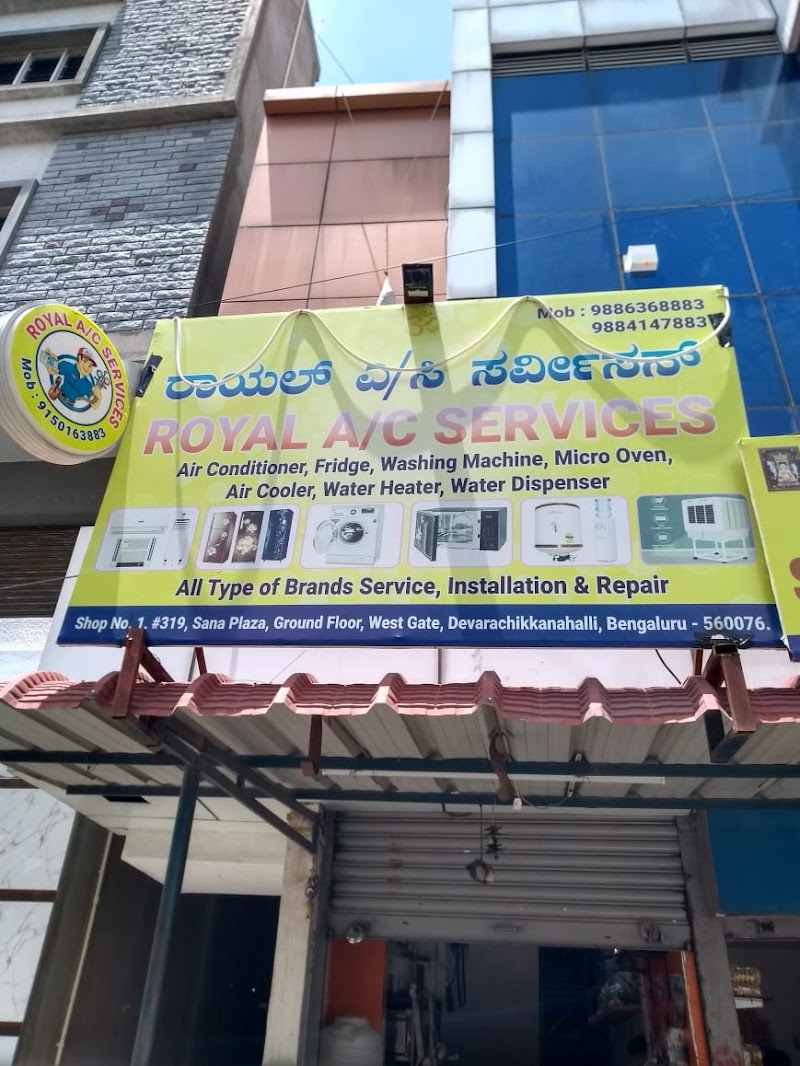 Mob : 9886368883
9884147883
ರಾಯಲ್ ಎ/ಸಿ ಸರ್ವೀಸಸ್
ROYAL A/C SERVICES
Air Conditioner, Fridge, Washing Machine, Micro Oven,
Air Cooler, Water Heater, Water Dispenser
All Type of Brands Service, Installation & Repair
Shop No. 1, #319, Sana Plaza, Ground Floor, West Gate, Devarachikkanahalli, Bengaluru - 560076.
ROYAL A/C SERVICES
Mob : 9150163883